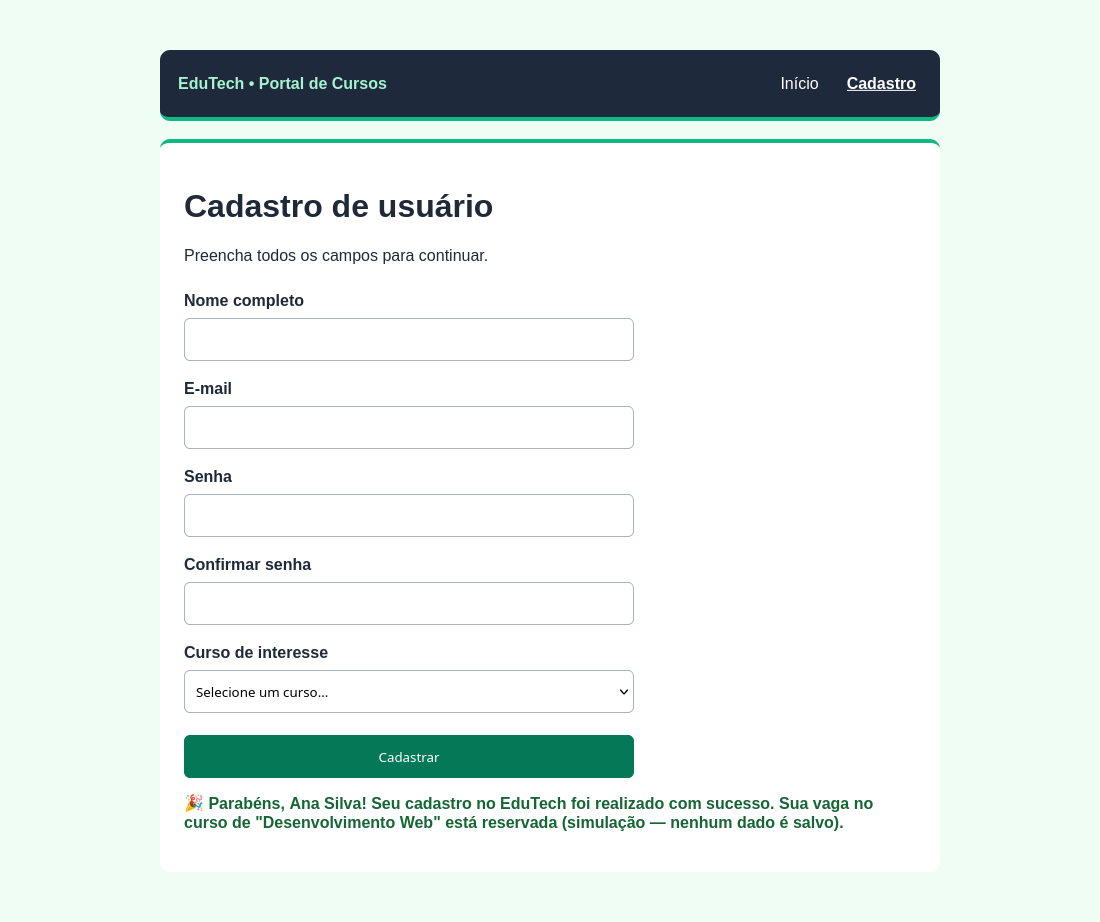 EduTech • Portal de Cursos
Início
Cadastro
Cadastro de usuário
Preencha todos os campos para continuar.
Nome completo
E-mail
Senha
Confirmar senha
Curso de interesse
Selecione um curso...
Cadastrar
🎉 Parabéns, Ana Silva! Seu cadastro no EduTech foi realizado com sucesso. Sua vaga no
curso de "Desenvolvimento Web" está reservada (simulação — nenhum dado é salvo).